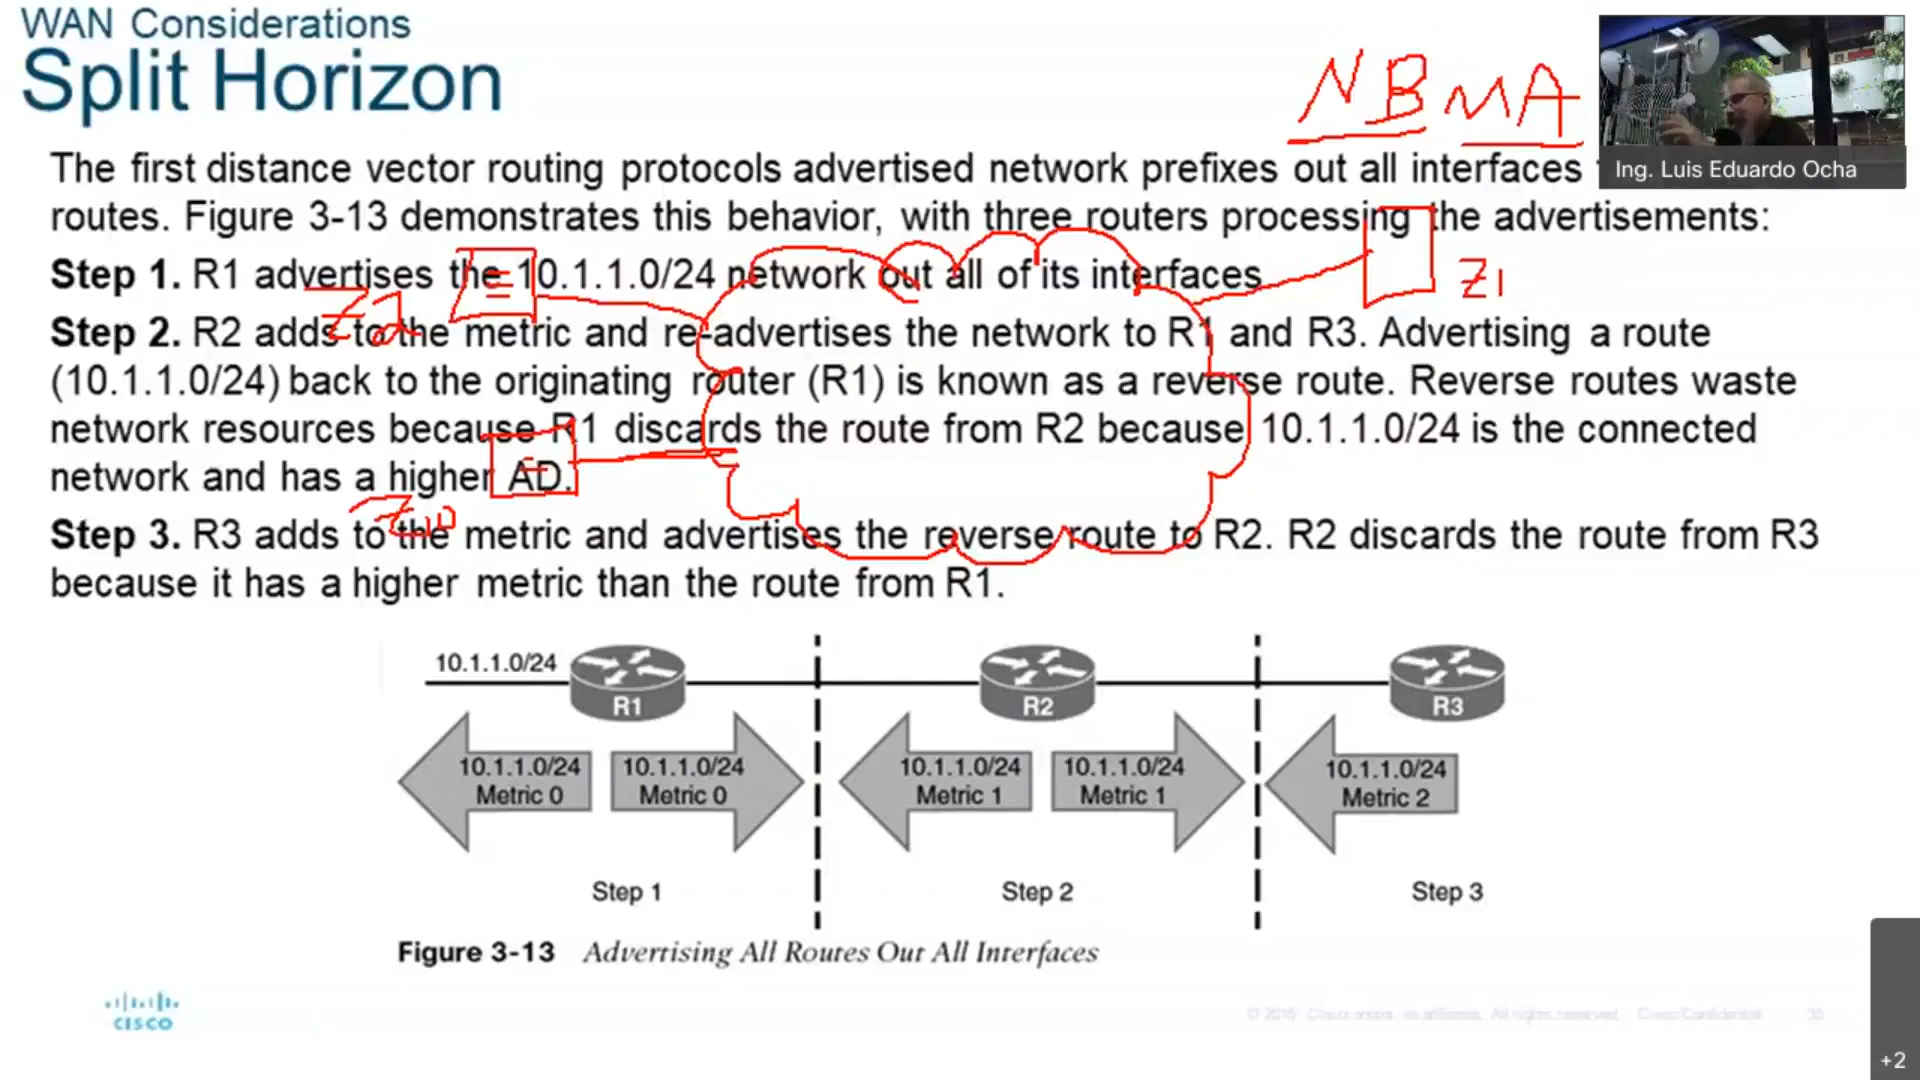 WAN Considerations
Split Horizon
NBMA
Ing. Luis Eduardo Ocha
The first distance vector routing protocols advertised network prefixes out all interfaces
routes. Figure 3-13 demonstrates this behavior, with three routers processing the advertisements:
Step 1. R1 advertises the 10.1.1.0/24 network out all of its interfaces
Z1
Step 2. R2 adds to the metric and re-advertises the network to R1 and R3. Advertising a route
(10.1.1.0/24) back to the originating router (R1) is known as a reverse route. Reverse routes waste
network resources because R1 discards the route from R2 because 10.1.1.0/24 is the connected
network and has a higher AD.
Step 3. R3 adds to the metric and advertises the reverse route to R2. R2 discards the route from R3
because it has a higher metric than the route from R1.
10.1.1.0/24
R1
R2
R3
10.1.1.0/24
Metric 0
10.1.1.0/24
Metric 0
10.1.1.0/24
Metric 1
10.1.1.0/24
Metric 1
10.1.1.0/24
Metric 2
Step 1
Step 2
Step 3
Figure 3-13 Advertising All Routes Out All Interfaces
CISCO
All rights reserved. Cisco Confidential
+2